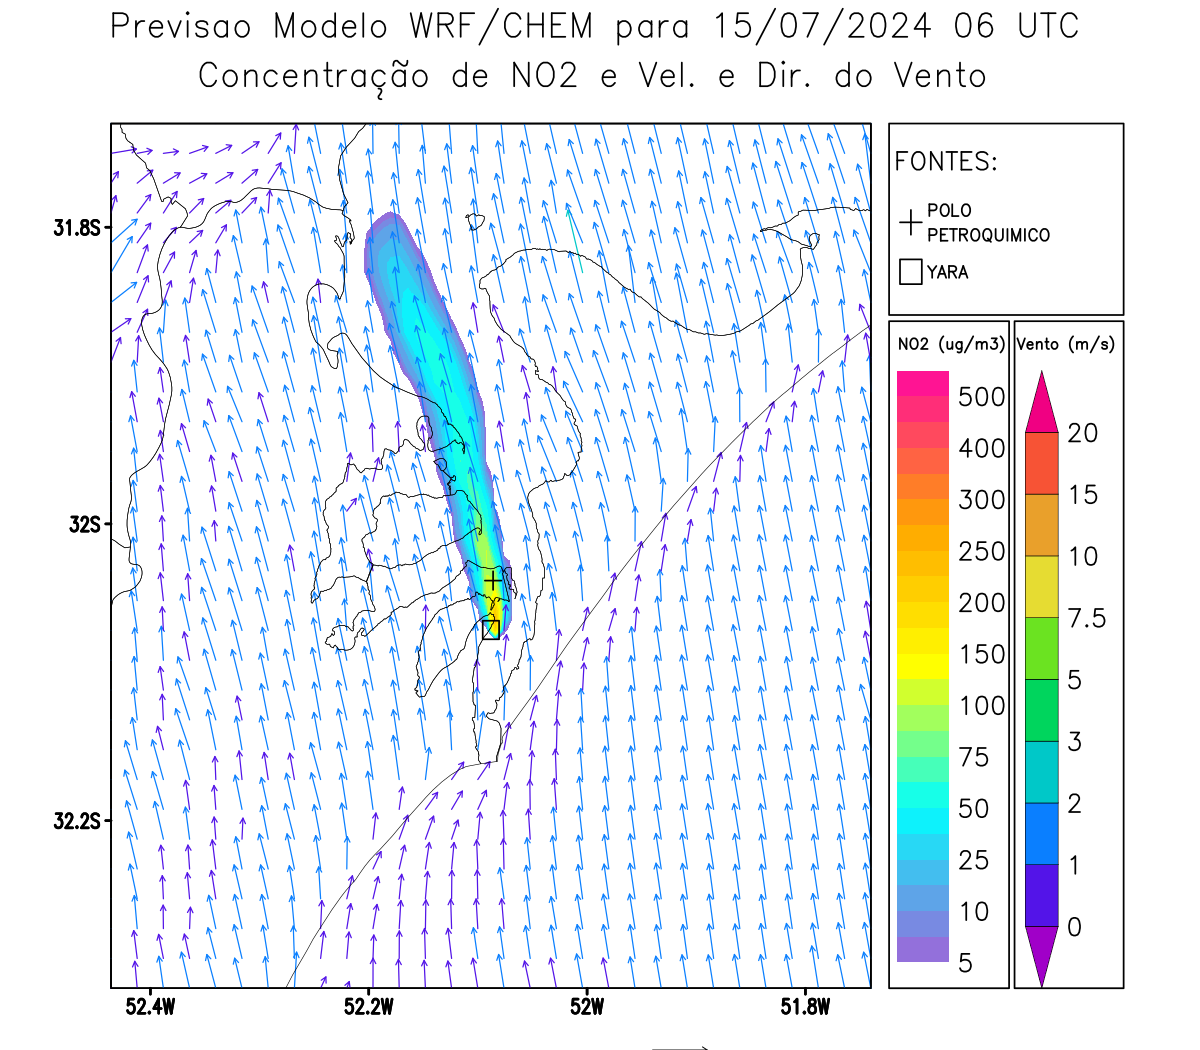 Previsao Modelo WRF/CHEM para 15/07/2024 06 UTC
Concentração de NO2 e Vel. e Dir. do Vento
FONTES:
POLO
PETROQUIMICO
YARA
31.8S
32S
32.2S
52.4W
52.2W
52W
51.8W
NO2 (ug/m3)
500
400
300
250
200
150
100
75
50
25
10
5
Vento (m/s)
20
15
10
7.5
5
3
2
1
0